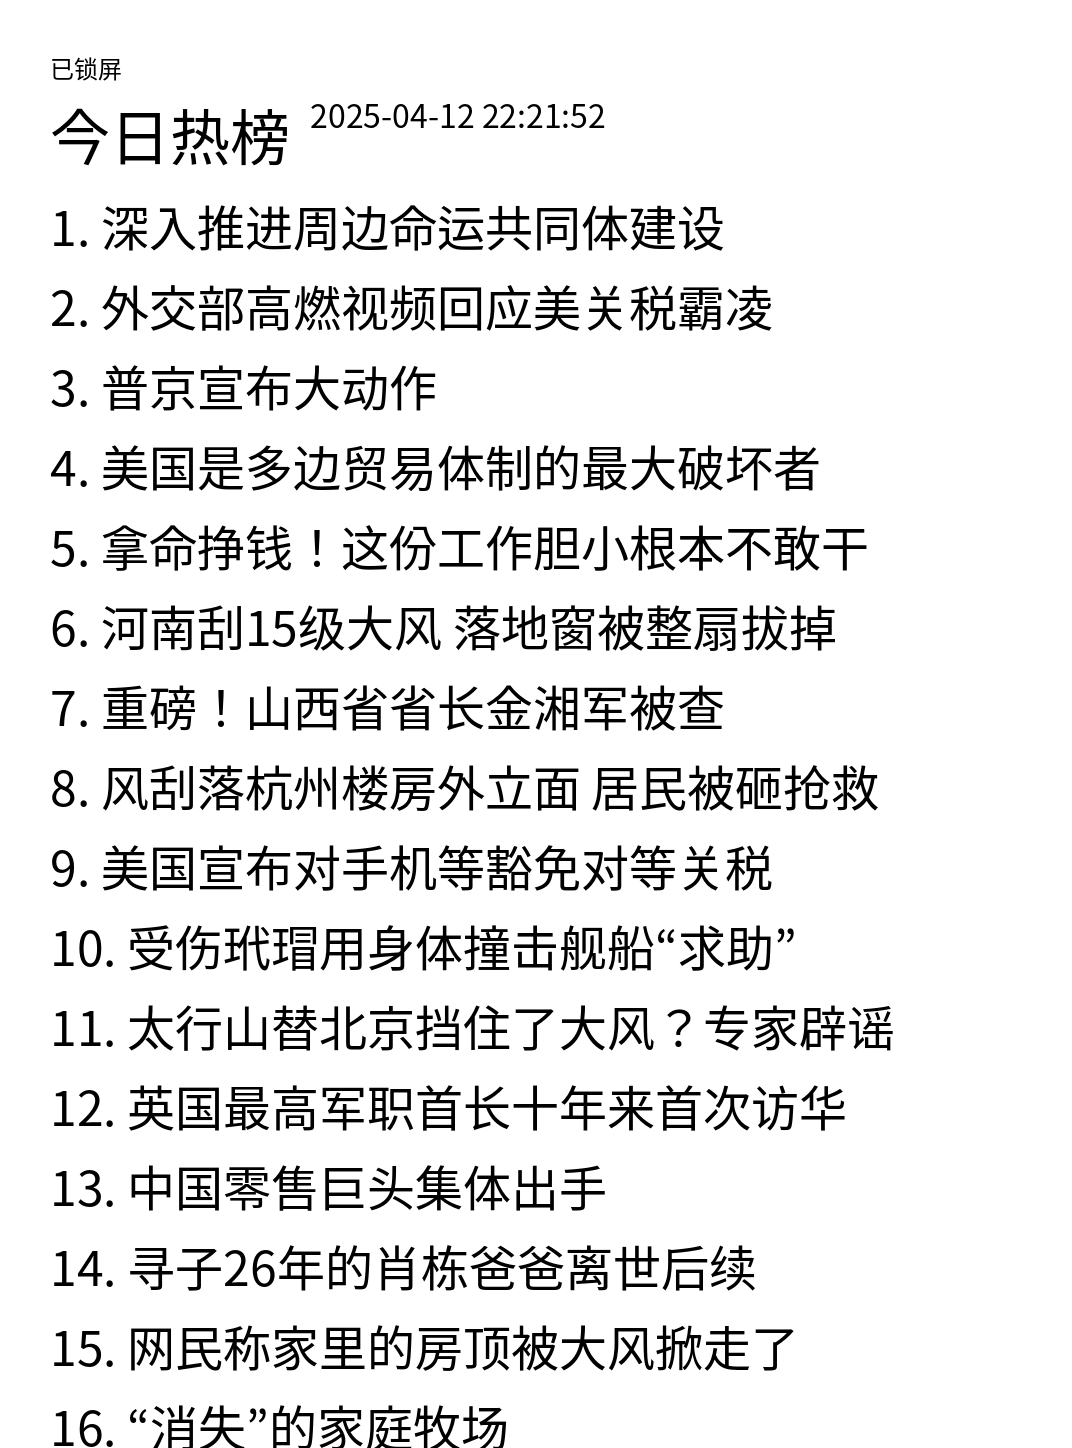 已锁屏
今日热榜 2025-04-12 22:21:52
1. 深入推进周边命运共同体建设
2. 外交部高燃视频回应美关税霸凌
3. 普京宣布大动作
4. 美国是多边贸易体制的最大破坏者
5. 拿命挣钱！这份工作胆小根本不敢干
6. 河南刮15级大风 落地窗被整扇拔掉
7. 重磅！山西省省长金湘军被查
8. 风刮落杭州楼房外立面 居民被砸抢救
9. 美国宣布对手机等豁免对等关税
10. 受伤玳瑁用身体撞击舰船“求助”
11. 太行山替北京挡住了大风？专家辟谣
12. 英国最高军职首长十年来首次访华
13. 中国零售巨头集体出手
14. 寻子26年的肖栋爸爸离世后续
15. 网民称家里的房顶被大风掀走了
16. “消失”的家庭牧场